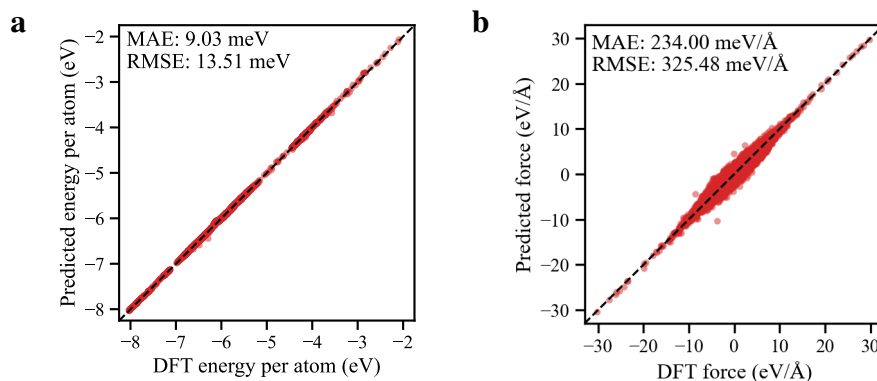 a
MAE: 9.03 meV
RMSE: 13.51 meV
Predicted energy per atom (eV)
−2
−3
−4
−5
−6
−7
−8
−8 −7 −6 −5 −4 −3 −2
DFT energy per atom (eV)
b
MAE: 234.00 meV/Å
RMSE: 325.48 meV/Å
Predicted force (eV/Å)
30
20
10
0
−10
−20
−30
−30 −20 −10 0 10 20 30
DFT force (eV/Å)